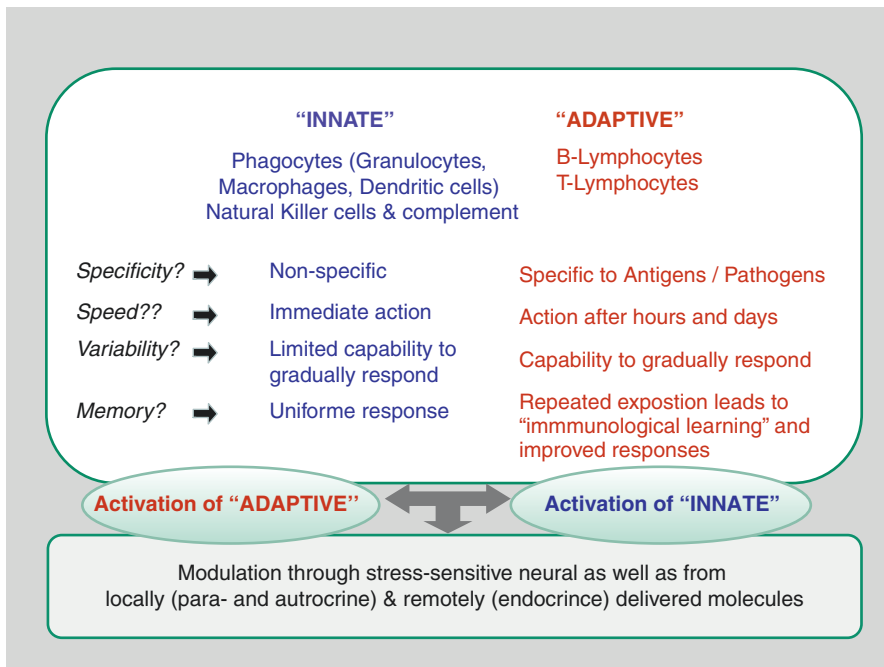 “INNATE”
Phagocytes (Granulocytes,
Macrophages, Dendritic cells)
Natural Killer cells & complement
“ADAPTIVE”
B-Lymphocytes
T-Lymphocytes
Specificity?
Non-specific
Specific to Antigens / Pathogens
Speed??
Immediate action
Action after hours and days
Variability?
Limited capability to
gradually respond
Capability to gradually respond
Memory?
Uniforme response
Repeated expostion leads to
“immmunological learning” and
improved responses
Activation of “ADAPTIVE”
Activation of “INNATE”
Modulation through stress-sensitive neural as well as from
locally (para- and autrocrine) & remotely (endocrince) delivered molecules